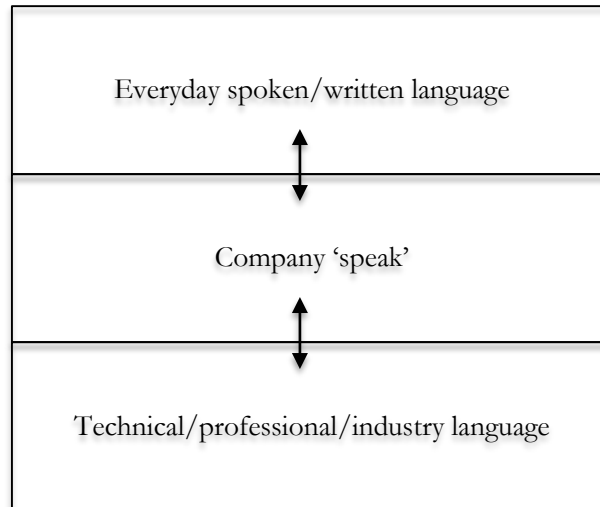 Everyday spoken/written language
Company ‘speak’
Technical/professional/industry language